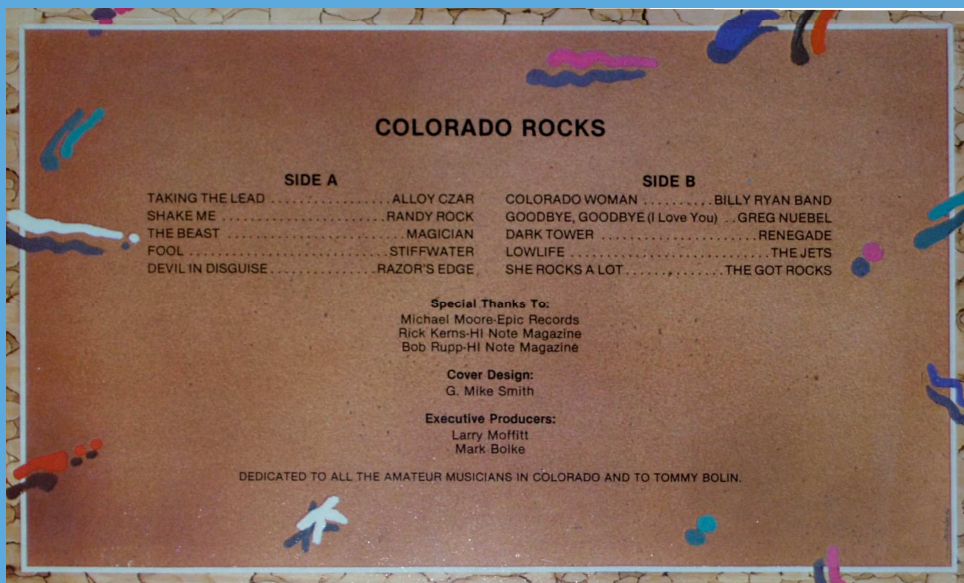 COLORADO ROCKS
SIDE A
TAKING THE LEAD ..................ALLOY CZAR
SHAKE ME .........................RANDY ROCK
THE BEAST ........................MAGICIAN
FOOL .............................STIFFWATER
DEVIL IN DISGUISE................RAZOR'S EDGE
SIDE B
COLORADO WOMAN ..........BILLY RYAN BAND
GOODBYE, GOODBYE (I Love You) ..GREG NUEBEL
DARK TOWER .......................RENEGADE
LOWLIFE ..........................THE JETS
SHE ROCKS A LOT...............THE GOT ROCKS
Special Thanks To:
Michael Moore-Epic Records
Rick Kerns-HI Note Magazine
Bob Rupp-HI Note Magazine
Cover Design:
G. Mike Smith
Executive Producers:
Larry Moffitt
Mark Bolke
DEDICATED TO ALL THE AMATEUR MUSICIANS IN COLORADO AND TO TOMMY BOLIN.